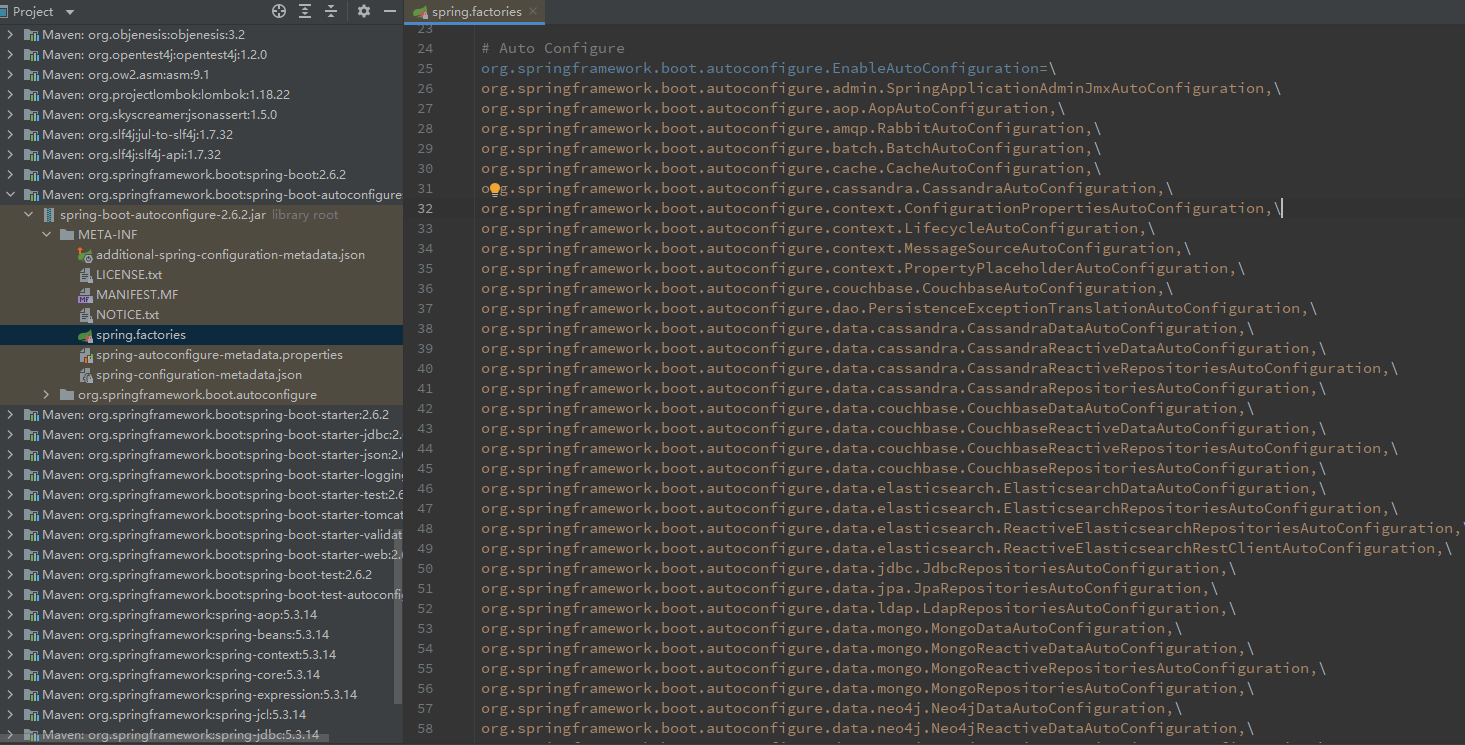 Project
Maven: org.objenesis:objenesis:3.2
Maven: org.opentest4j:opentest4j:1.2.0
Maven: org.ow2.asm:asm:9.1
Maven: org.projectlombok:lombok:1.18.22
Maven: org.skyscreamer:jsonassert:1.5.0
Maven: org.slf4j:jul-to-slf4j:1.7.32
Maven: org.slf4j:slf4j-api:1.7.32
Maven: org.springframework.boot:spring-boot:2.6.2
Maven: org.springframework.boot:spring-boot-autoconfigure:
spring-boot-autoconfigure-2.6.2.jar library root
META-INF
additional-spring-configuration-metadata.json
LICENSE.txt
MANIFEST.MF
NOTICE.txt
spring.factories
spring-autoconfigure-metadata.properties
spring-configuration-metadata.json
org.springframework.boot.autoconfigure
Maven: org.springframework.boot:spring-boot-starter:2.6.2
Maven: org.springframework.boot:spring-boot-starter-jdbc:2.
Maven: org.springframework.boot:spring-boot-starter-json:2.6
Maven: org.springframework.boot:spring-boot-starter-logging
Maven: org.springframework.boot:spring-boot-starter-test:2.6
Maven: org.springframework.boot:spring-boot-starter-tomcat
Maven: org.springframework.boot:spring-boot-starter-validat
Maven: org.springframework.boot:spring-boot-starter-web:2.6
Maven: org.springframework.boot:spring-boot-test:2.6.2
Maven: org.springframework.boot:spring-boot-test-autoconfi
Maven: org.springframework:spring-aop:5.3.14
Maven: org.springframework:spring-beans:5.3.14
Maven: org.springframework:spring-context:5.3.14
Maven: org.springframework:spring-core:5.3.14
Maven: org.springframework:spring-expression:5.3.14
Maven: org.springframework:spring-jcl:5.3.14
Maven: org.springframework:spring-jdbc:5.3.14
spring.factories
23
24 # Auto Configure
25 org.springframework.boot.autoconfigure.EnableAutoConfiguration=\
26 org.springframework.boot.autoconfigure.admin.SpringApplicationAdminJmxAutoConfiguration,\
27 org.springframework.boot.autoconfigure.aop.AopAutoConfiguration,\
28 org.springframework.boot.autoconfigure.amqp.RabbitAutoConfiguration,\
29 org.springframework.boot.autoconfigure.batch.BatchAutoConfiguration,\
30 org.springframework.boot.autoconfigure.cache.CacheAutoConfiguration,\
31 org.springframework.boot.autoconfigure.cassandra.CassandraAutoConfiguration,\
32 org.springframework.boot.autoconfigure.context.ConfigurationPropertiesAutoConfiguration,\
33 org.springframework.boot.autoconfigure.context.LifecycleAutoConfiguration,\
34 org.springframework.boot.autoconfigure.context.MessageSourceAutoConfiguration,\
35 org.springframework.boot.autoconfigure.context.PropertyPlaceholderAutoConfiguration,\
36 org.springframework.boot.autoconfigure.couchbase.CouchbaseAutoConfiguration,\
37 org.springframework.boot.autoconfigure.dao.PersistenceExceptionTranslationAutoConfiguration,\
38 org.springframework.boot.autoconfigure.data.cassandra.CassandraDataAutoConfiguration,\
39 org.springframework.boot.autoconfigure.data.cassandra.CassandraReactiveDataAutoConfiguration,\
40 org.springframework.boot.autoconfigure.data.cassandra.CassandraReactiveRepositoriesAutoConfiguration,\
41 org.springframework.boot.autoconfigure.data.cassandra.CassandraRepositoriesAutoConfiguration,\
42 org.springframework.boot.autoconfigure.data.couchbase.CouchbaseDataAutoConfiguration,\
43 org.springframework.boot.autoconfigure.data.couchbase.CouchbaseReactiveDataAutoConfiguration,\
44 org.springframework.boot.autoconfigure.data.couchbase.CouchbaseReactiveRepositoriesAutoConfiguration,\
45 org.springframework.boot.autoconfigure.data.couchbase.CouchbaseRepositoriesAutoConfiguration,\
46 org.springframework.boot.autoconfigure.data.elasticsearch.ElasticsearchDataAutoConfiguration,\
47 org.springframework.boot.autoconfigure.data.elasticsearch.ElasticsearchRepositoriesAutoConfiguration,\
48 org.springframework.boot.autoconfigure.data.elasticsearch.ReactiveElasticsearchRepositoriesAutoConfiguration,\
49 org.springframework.boot.autoconfigure.data.elasticsearch.ReactiveElasticsearchRestClientAutoConfiguration,\
50 org.springframework.boot.autoconfigure.data.jdbc.JdbcRepositoriesAutoConfiguration,\
51 org.springframework.boot.autoconfigure.data.jpa.JpaRepositoriesAutoConfiguration,\
52 org.springframework.boot.autoconfigure.data.ldap.LdapRepositoriesAutoConfiguration,\
53 org.springframework.boot.autoconfigure.data.mongo.MongoDataAutoConfiguration,\
54 org.springframework.boot.autoconfigure.data.mongo.MongoReactiveDataAutoConfiguration,\
55 org.springframework.boot.autoconfigure.data.mongo.MongoReactiveRepositoriesAutoConfiguration,\
56 org.springframework.boot.autoconfigure.data.mongo.MongoRepositoriesAutoConfiguration,\
57 org.springframework.boot.autoconfigure.data.neo4j.Neo4jDataAutoConfiguration,\
58 org.springframework.boot.autoconfigure.data.neo4j.Neo4jReactiveDataAutoConfiguration,\